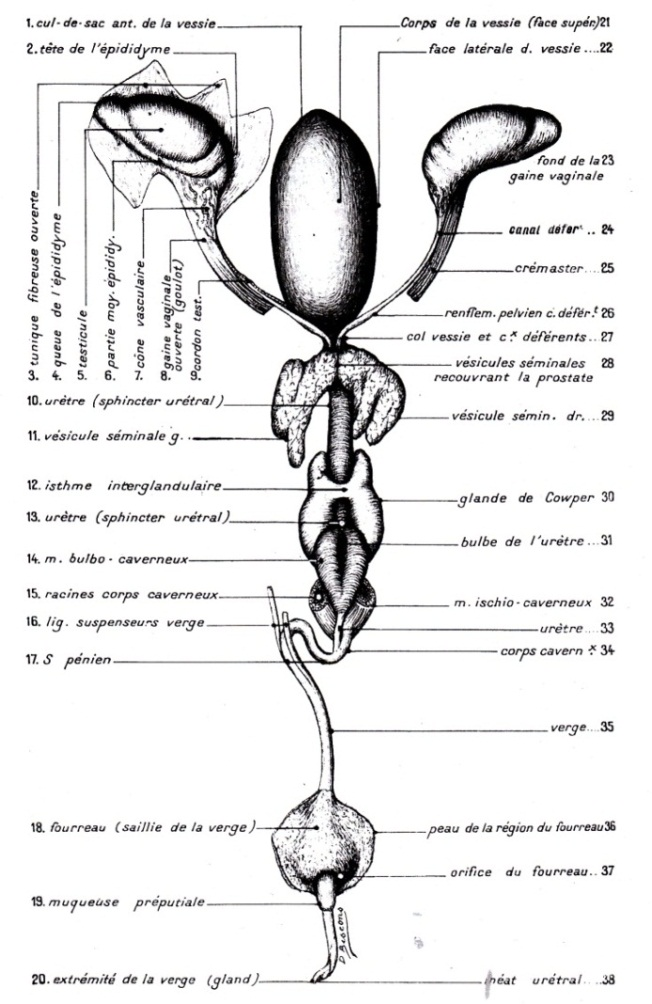 1. cul-de-sac ant. de la vessie
2. tête de l'épididyme
3. tunique fibreuse ouverte
4. queue de l'épididyme
5. testicule
6. partie moy. épididy.
7. cône vasculaire
8. gaine vaginale
ouverte (goulot)
9. cordon test.
10. urètre (sphincter urétral)
11. vésicule séminale g.
12. isthme interglandulaire
13. urètre (sphincter urétral)
14. m. bulbo-caverneux
15. racines corps caverneux
16. lig. suspenseurs verge
17. S pénien
18. fourreau (saillie de la verge)
19. muqueuse préputiale
20. extrémité de la verge (gland)
Corps de la vessie (face supér.) 21
face latérale d. vessie .... 22
fond de la 23
gaine vaginale
canal défert .. 24
crémaster .... 25
renflem. pelvien c. défér.t 26
col vessie et c.x déférents .. 27
vésicules séminales 28
recouvrant la prostate
vésicule sémin. dr. ... 29
glande de Cowper 30
bulbe de l'urètre ... 31
m. ischio-caverneux 32
urètre .... 33
corps cavern.x 34
verge .... 35
peau de la région du fourreau 36
orifice du fourreau .. 37
méat urétral .... 38